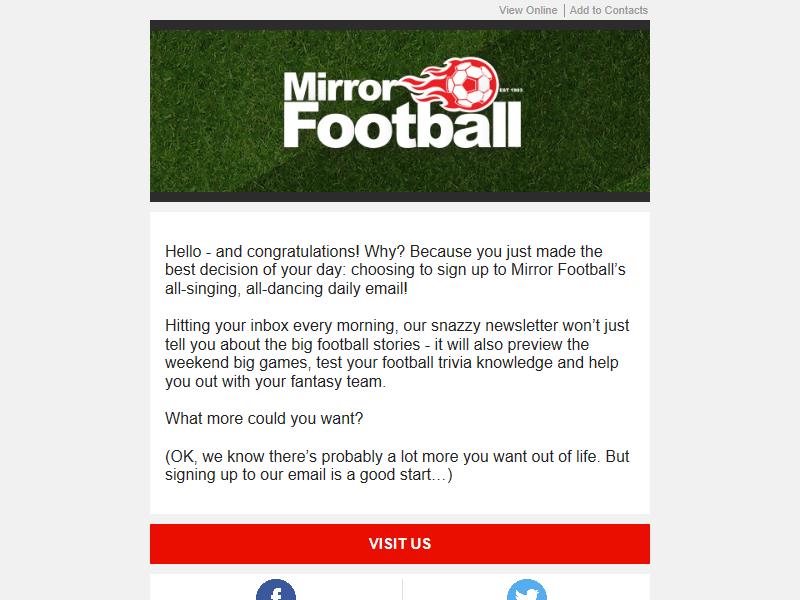 View Online | Add to Contacts
Mirror
EST 1903
Football
Hello - and congratulations! Why? Because you just made the
best decision of your day: choosing to sign up to Mirror Football’s
all-singing, all-dancing daily email!
Hitting your inbox every morning, our snazzy newsletter won’t just
tell you about the big football stories - it will also preview the
weekend big games, test your football trivia knowledge and help
you out with your fantasy team.
What more could you want?
(OK, we know there’s probably a lot more you want out of life. But
signing up to our email is a good start…)
VISIT US